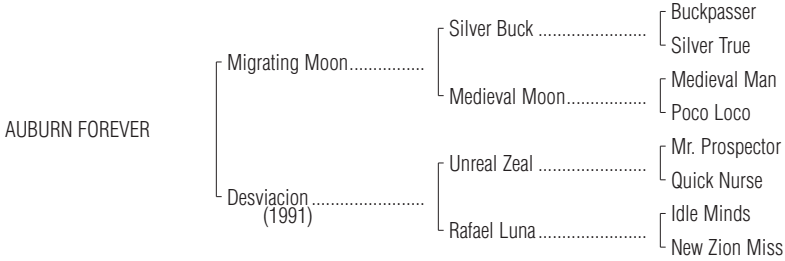 Buckpasser
Silver Buck ........................
Silver True
Migrating Moon................
Medieval Man
Medieval Moon.................
Poco Loco
AUBURN FOREVER
Mr. Prospector
Unreal Zeal ........................
Quick Nurse
Desviacion ........................
(1991)
Idle Minds
Rafael Luna........................
New Zion Miss